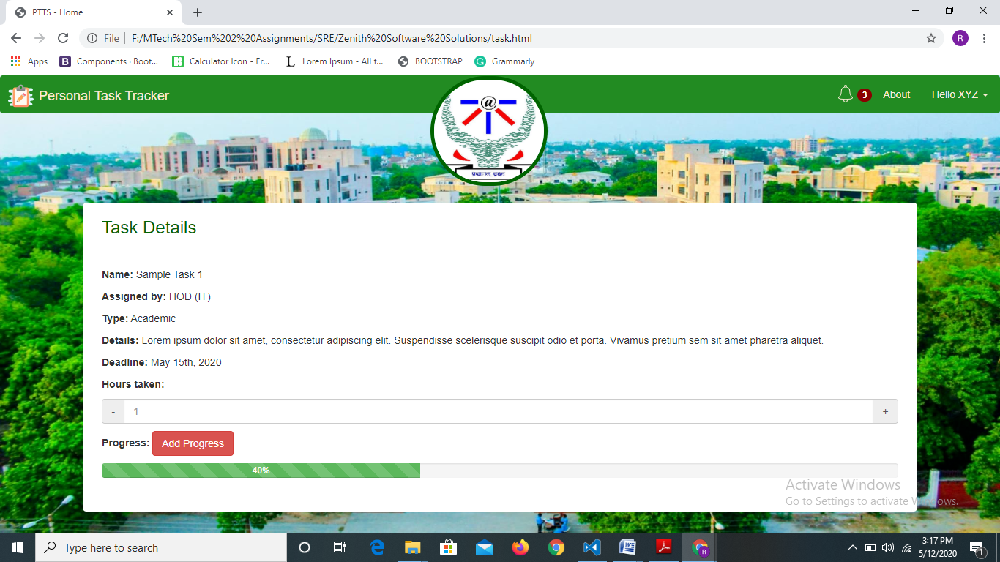 PTTS - Home
File
F:/MTech%20Sem%202%20Assignments/SRE/Zenith%20Software%20Solutions/task.html
R
Apps
B
Components · Boot...
Calculator Icon - Fr...
L
Lorem Ipsum - All t...
BOOTSTRAP
G
Grammarly
Personal Task Tracker
@
3
About
Hello XYZ
Task Details
Name: Sample Task 1
Assigned by: HOD (IT)
Type: Academic
Details: Lorem ipsum dolor sit amet, consectetur adipiscing elit. Suspendisse scelerisque suscipit odio et porta. Vivamus pretium sem sit amet pharetra aliquet.
Deadline: May 15th, 2020
Hours taken:
- 1 +
Progress: Add Progress
40%
Activate Windows
Go to Settings to activate Windows.
Type here to search
3:17 PM
5/12/2020
1